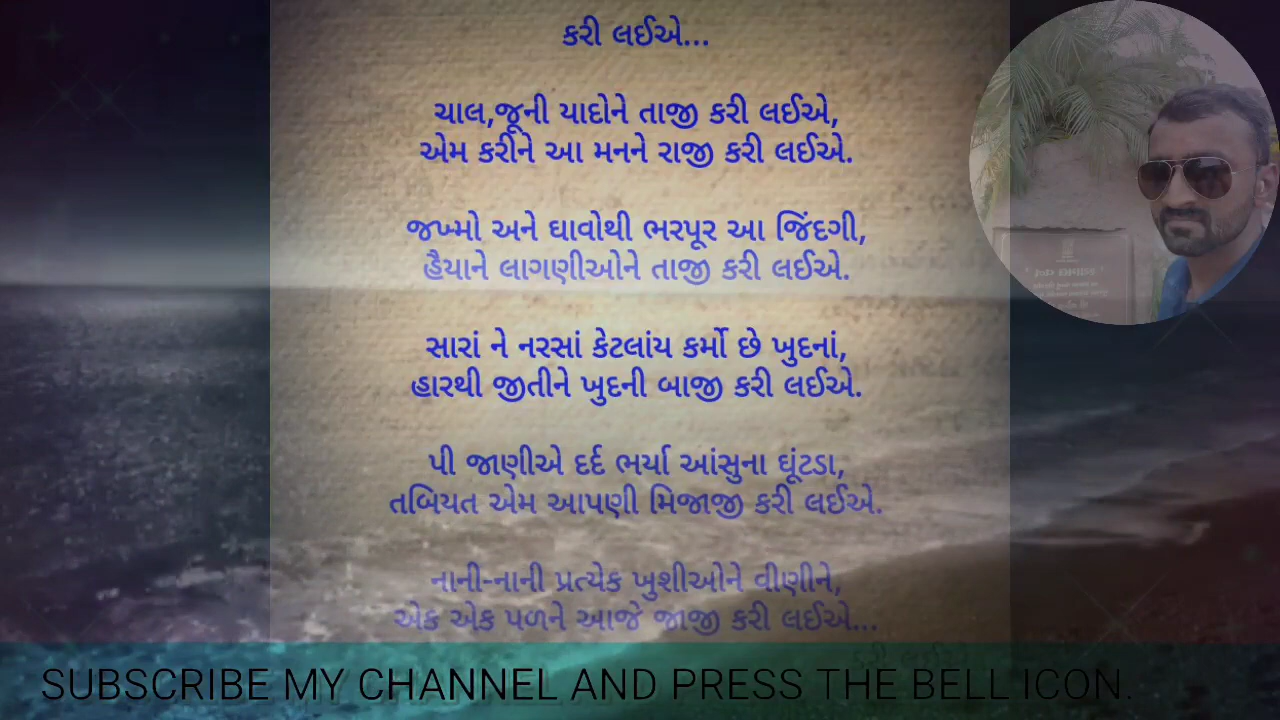 કરી લઈએ...
ચાલ,જૂની યાદોને તાજી કરી લઈએ,
એમ કરીને આ મનને રાજી કરી લઈએ.
જખ્મો અને ઘાવોથી ભરપૂર આ જિંદગી,
હૈયાને લાગણીઓને તાજી કરી લઈએ.
સારાં ને નરસાં કેટલાંય કર્મો છે ખુદનાં,
હારથી જીતીને ખુદની બાજી કરી લઈએ.
પી જાણીએ દર્દ ભર્યા આંસુના ઘૂંટડા,
તબિયત એમ આપણી મિજાજી કરી લઈએ.
નાની-નાની પ્રત્યેક ખુશીઓને વીણીને,
એક એક પળને આજે જાજી કરી લઈએ...
SUBSCRIBE MY CHANNEL AND PRESS THE BELL ICON.